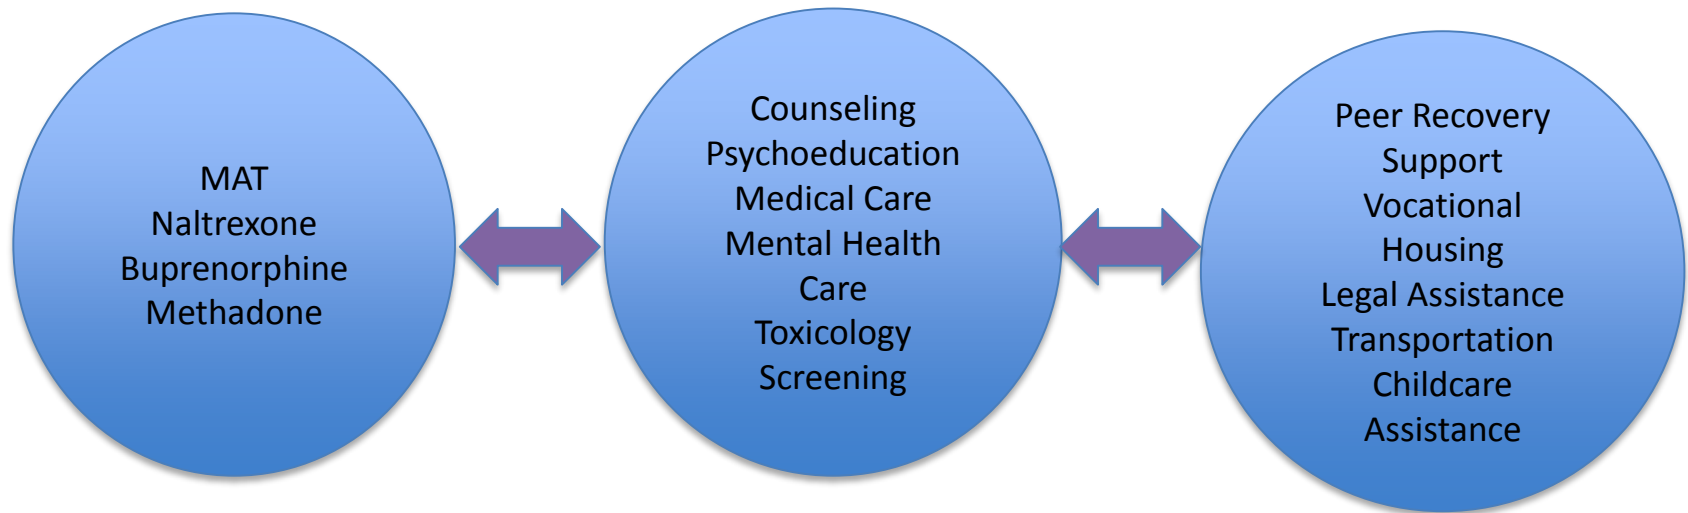 MAT
Naltrexone
Buprenorphine
Methadone
Counseling
Psychoeducation
Medical Care
Mental Health
Care
Toxicology
Screening
Peer Recovery
Support
Vocational
Housing
Legal Assistance
Transportation
Childcare
Assistance